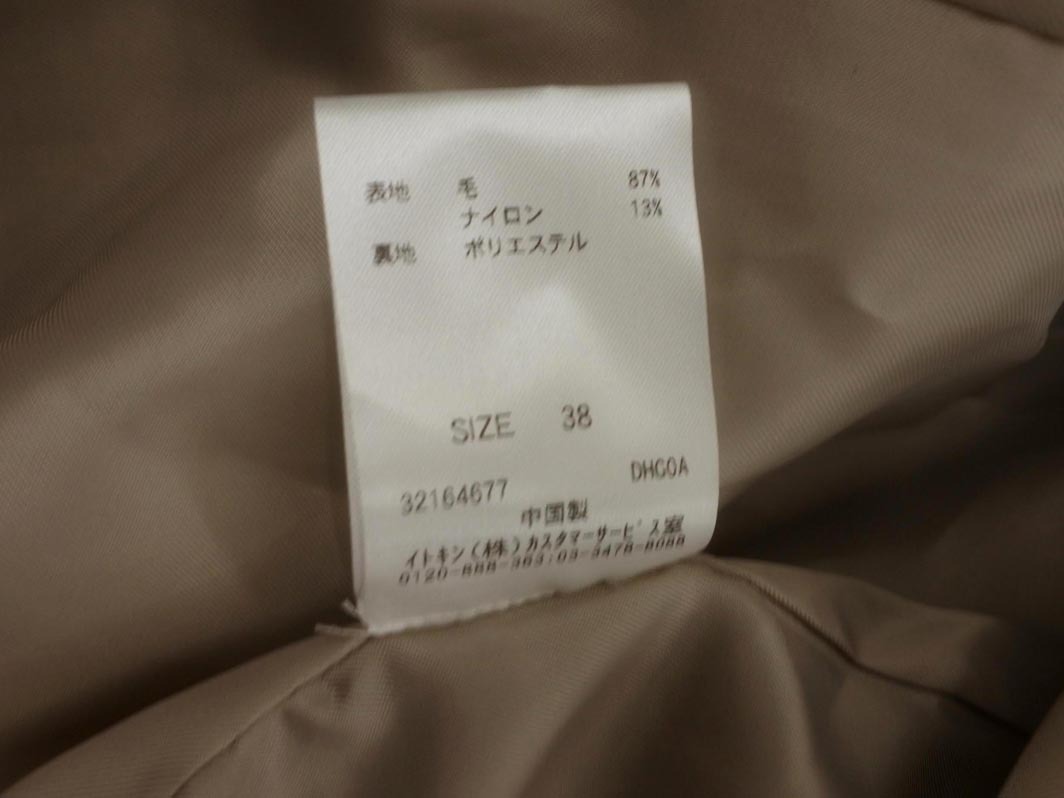 表地 毛 87%
ナイロン 13%
裏地 ポリエステル
SIZE 38
32164677 DHC0A
中国製
イトキン(株)カスタマーサービス室
0120-888-363:03-3478-8088